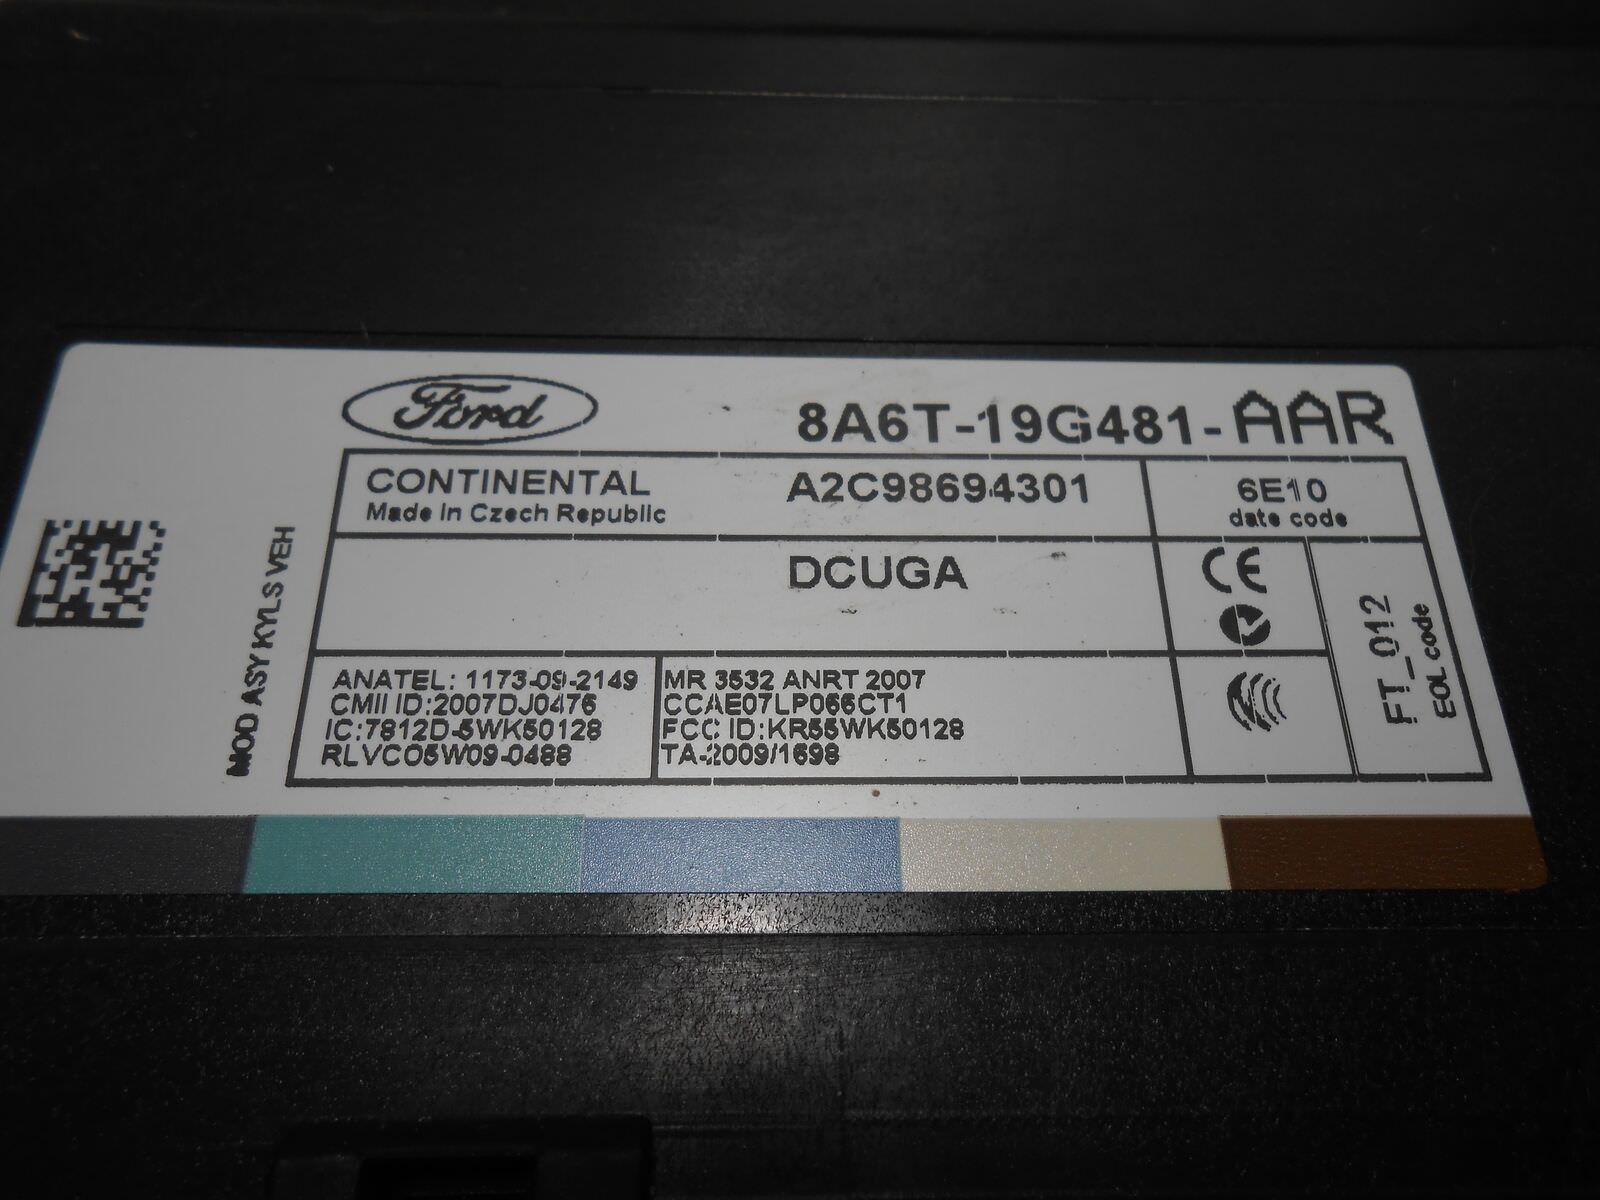 Ford
8A6T-19G481-AAR
CONTINENTAL
Made in Czech Republic
A2C98694301
6E10
date code
DCUGA
CE
FT_012
EOL code
MOD ASY KYLS VEH
ANATEL: 1173-09-2149
CMII ID:2007DJ0476
IC:7812D-5WK50128
RLVCO5W09-0488
MR 3532 ANRT 2007
CCAE07LP066CT1
FCC ID:KR55WK50128
TA-2009/1698